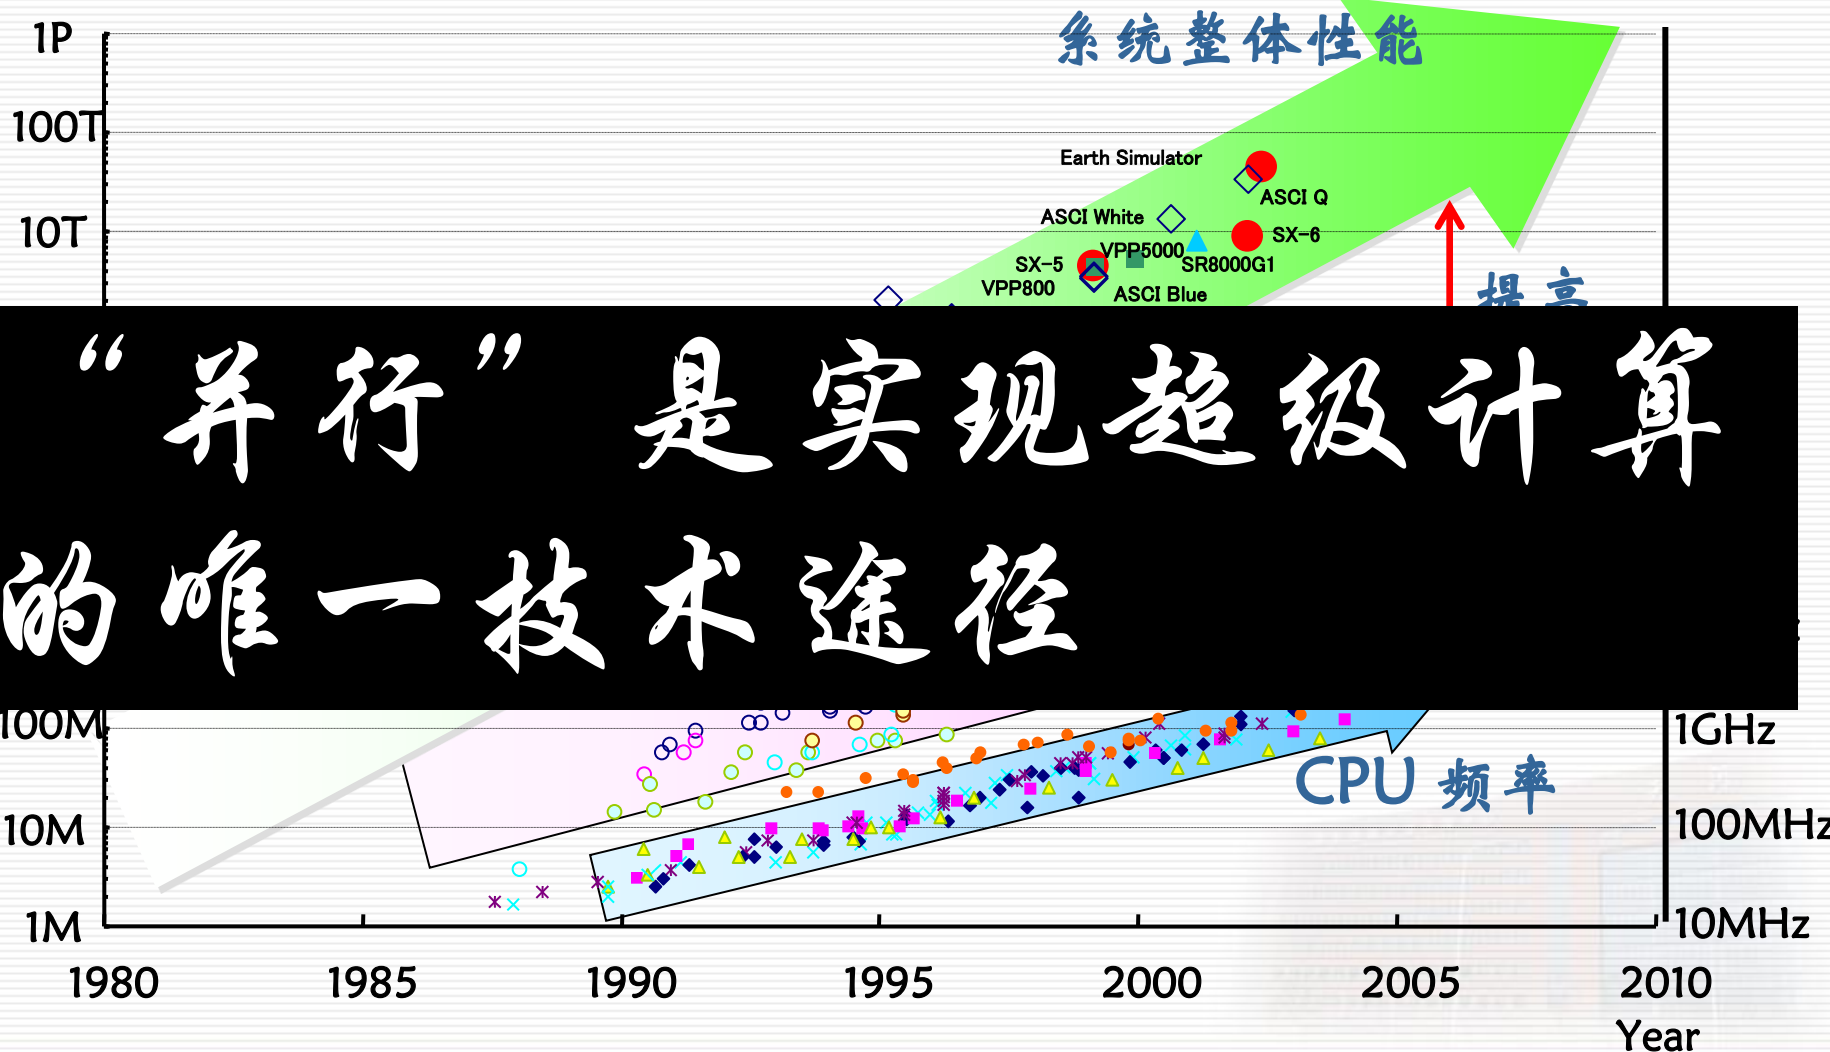 系统整体性能
1P
100T
Earth Simulator
ASCI Q
ASCI White
10T
SX-6
VPP5000
SX-5
SR8000G1
VPP800
ASCI Blue
提高
“并行”是实现超级计算
的唯一技术途径
100M
1GHz
CPU 频率
10M
100MHz
1M
10MHz
1980 1985 1990 1995 2000 2005 2010
Year